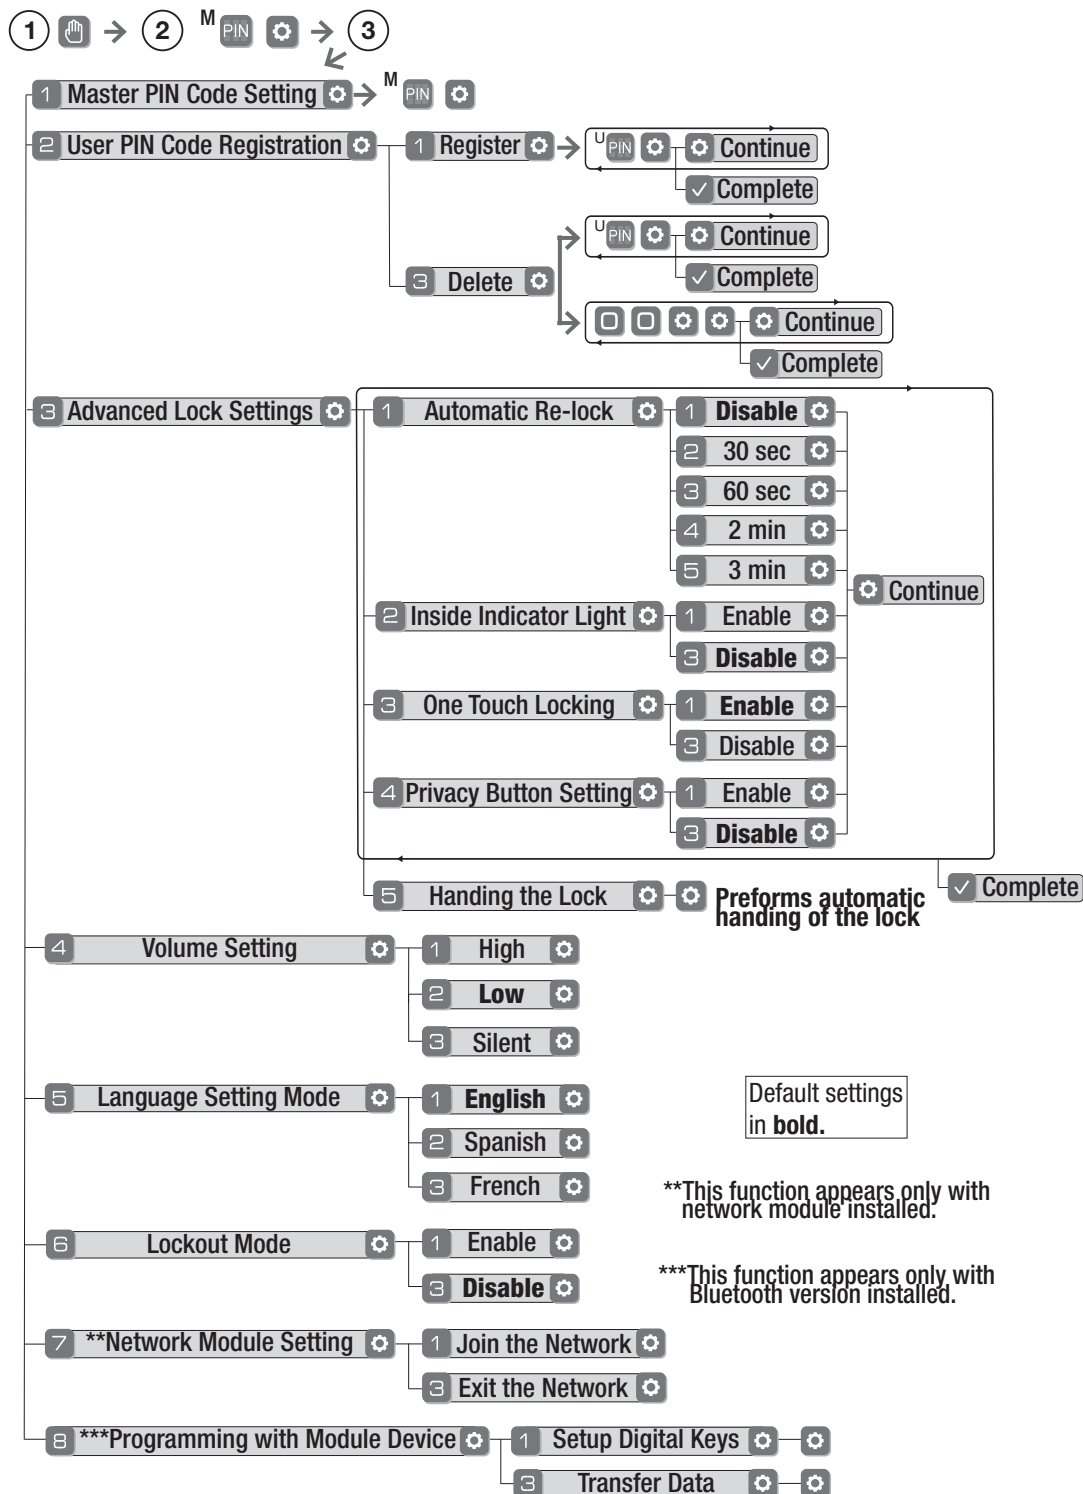 1 2 M PIN 3
1 Master PIN Code Setting M PIN
2 User PIN Code Registration 1 Register U PIN Continue
Complete
U PIN Continue
3 Delete Complete
Continue
Complete
3 Advanced Lock Settings 1 Automatic Re-lock 1 Disable
2 30 sec
3 60 sec
4 2 min
5 3 min
Continue
2 Inside Indicator Light 1 Enable
3 Disable
3 One Touch Locking 1 Enable
3 Disable
4 Privacy Button Setting 1 Enable
3 Disable
Complete
5 Handing the Lock Preforms automatic
handing of the lock
4 Volume Setting 1 High
2 Low
3 Silent
5 Language Setting Mode 1 English
2 Spanish
3 French
Default settings
in bold.
**This function appears only with
network module installed.
6 Lockout Mode 1 Enable
3 Disable
***This function appears only with
Bluetooth version installed.
7 **Network Module Setting 1 Join the Network
3 Exit the Network
8 ***Programming with Module Device 1 Setup Digital Keys
3 Transfer Data